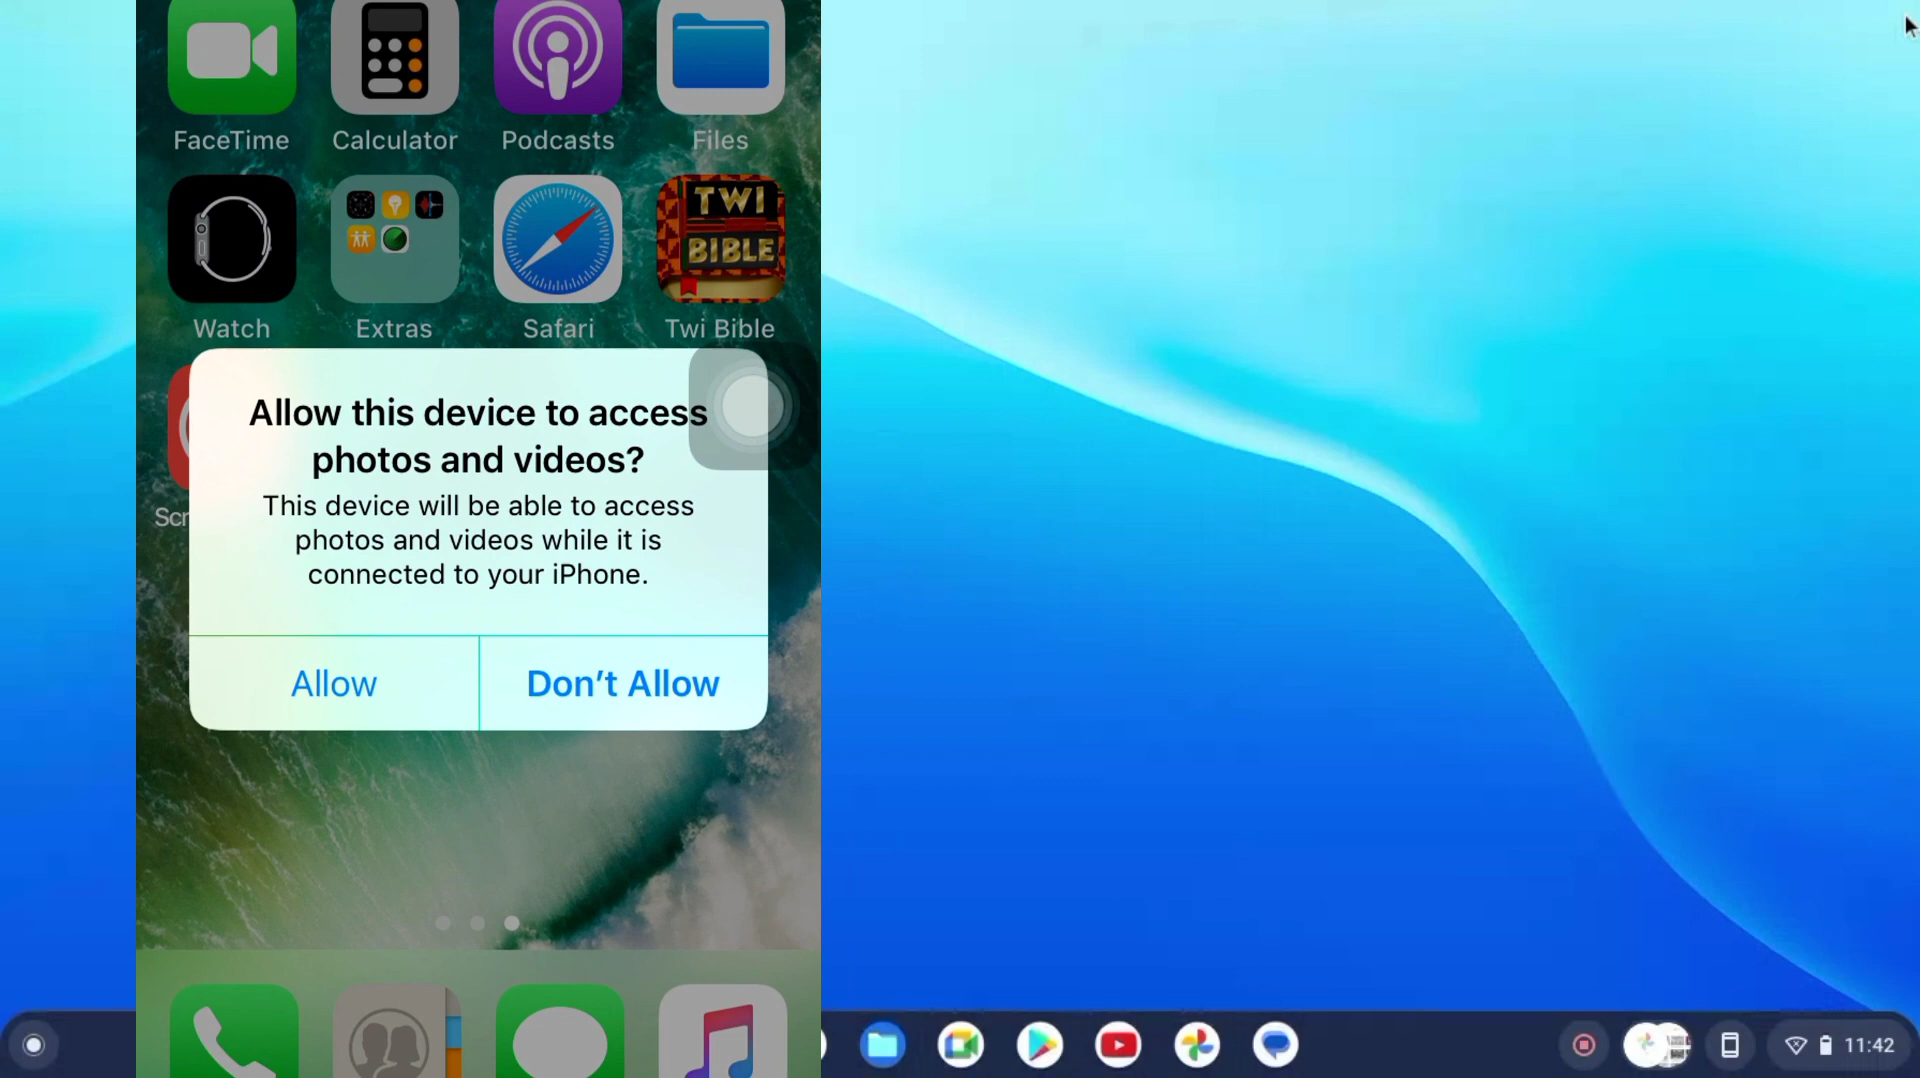 FaceTime
Calculator
Podcasts
Files
TWI
BIBLE
Watch
Extras
Safari
Twi Bible
Scr
Allow this device to access
photos and videos?
This device will be able to access
photos and videos while it is
connected to your iPhone.
Allow
Don’t Allow
11:42